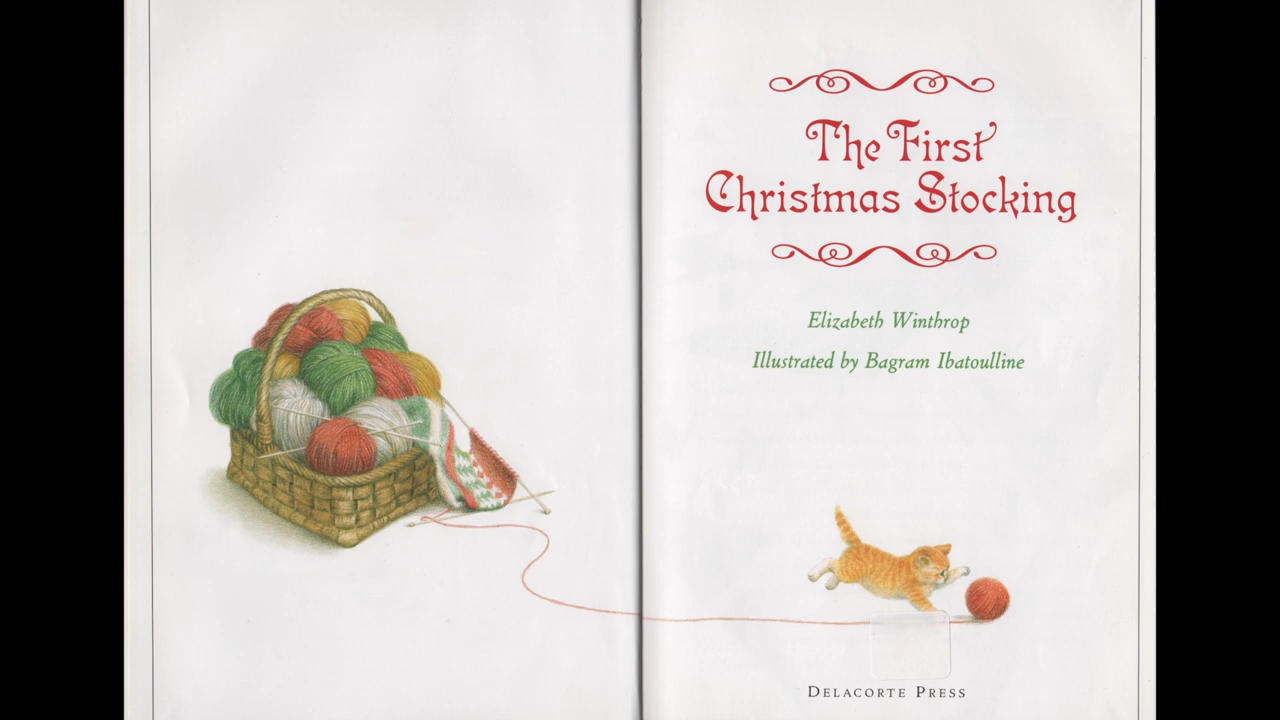 The First
Christmas Stocking
Elizabeth Winthrop
Illustrated by Bagram Ibatoulline
Delacorte Press